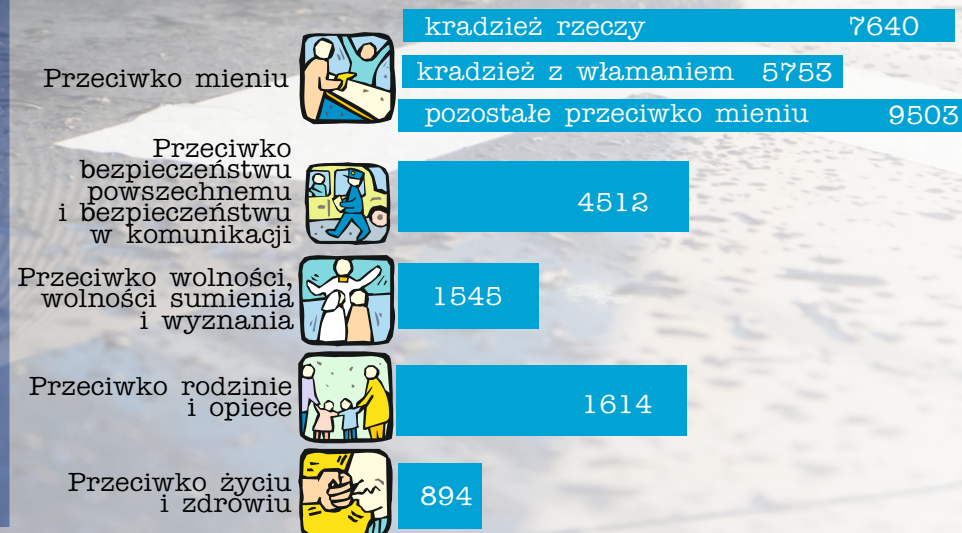 Przeciwko mieniu
kradzież rzeczy 7640
kradzież z włamaniem 5753
pozostałe przeciwko mieniu 9503
Przeciwko
bezpieczeństwu
powszechnemu
i bezpieczeństwu
w komunikacji
4512
Przeciwko wolności,
wolności sumienia
i wyznania
1545
Przeciwko rodzinie
i opiece
1614
Przeciwko życiu
i zdrowiu
894